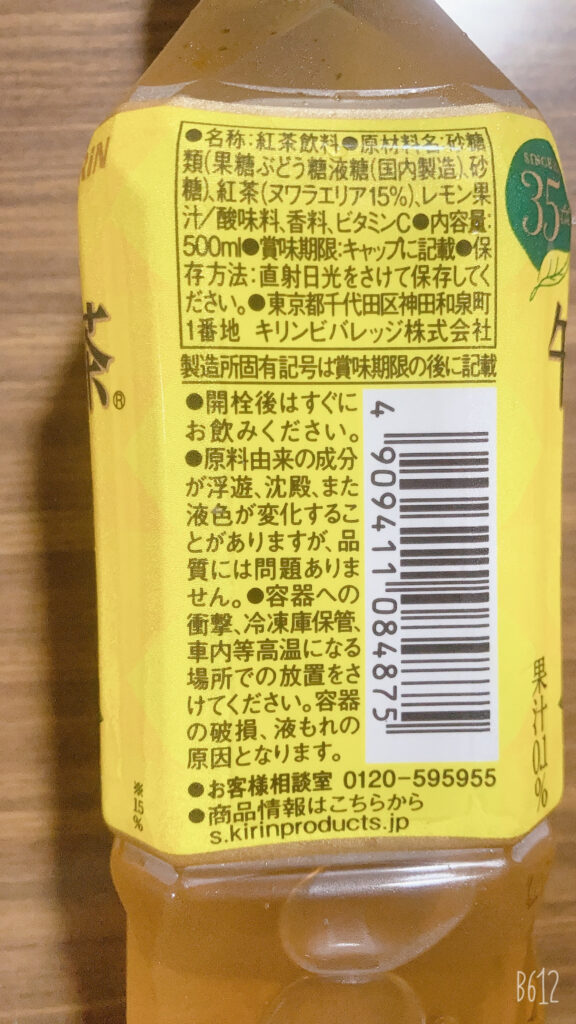 ●名称:紅茶飲料●原材料名:砂糖
類(果糖ぶどう糖液糖(国内製造)、砂
糖)、紅茶(ヌワラエリア15%)、レモン果
汁/酸味料、香料、ビタミンC●内容量:
500ml●賞味期限:キャップに記載●保
存方法:直射日光をさけて保存してく
ださい。●東京都千代田区神田和泉町
1番地 キリンビバレッジ株式会社
製造所固有記号は賞味期限の後に記載
●開栓後はすぐに
お飲みください。
●原料由来の成分
が浮遊、沈殿、また
液色が変化するこ
とがありますが、品
質には問題ありま
せん。●容器への
衝撃、冷凍庫保管、
車内等高温になる
場所での放置をさ
けてください。容器
の破損、液もれの
原因となります。
4 909411 084875
●お客様相談室 0120-595955
●商品情報はこちらから
s.kirinproducts.jp
茶®
※15%
SINCE
35
果汁0.1%
B612